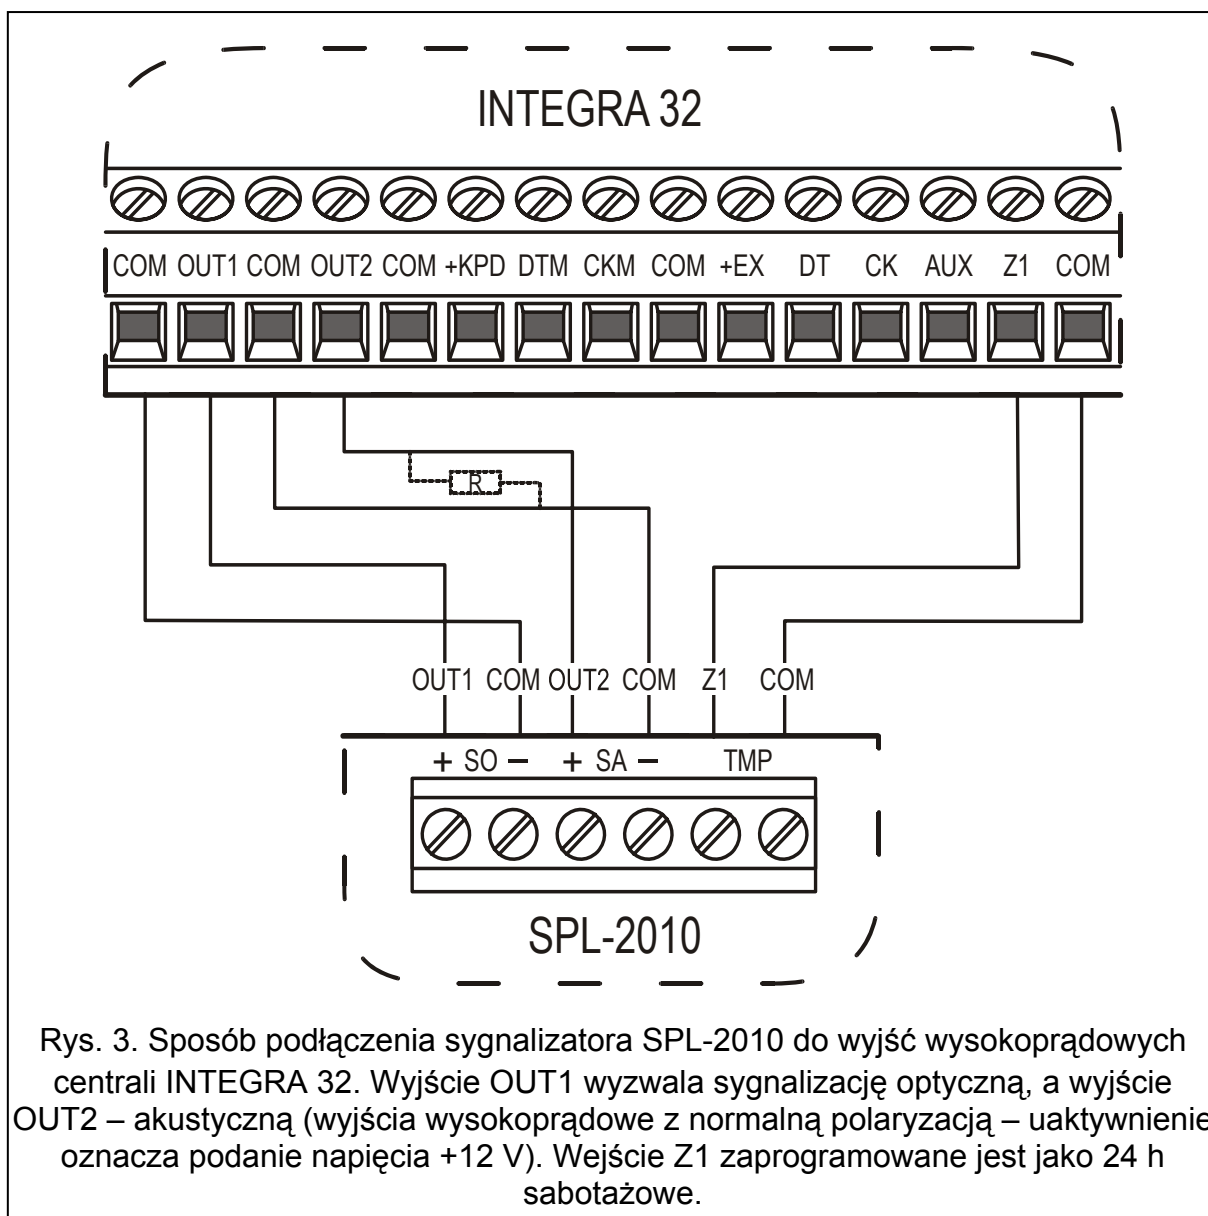 INTEGRA 32
COM OUT1 COM OUT2 COM +KPD DTM CKM COM +EX DT CK AUX Z1 COM
R
OUT1 COM OUT2 COM Z1 COM
+ SO − + SA − TMP
SPL-2010
Rys. 3. Sposób podłączenia sygnalizatora SPL-2010 do wyjść wysokoprądowych
centrali INTEGRA 32. Wyjście OUT1 wyzwala sygnalizację optyczną, a wyjście
OUT2 – akustyczną (wyjścia wysokoprądowe z normalną polaryzacją – uaktywnienie
oznacza podanie napięcia +12 V). Wejście Z1 zaprogramowane jest jako 24 h
sabotażowe.